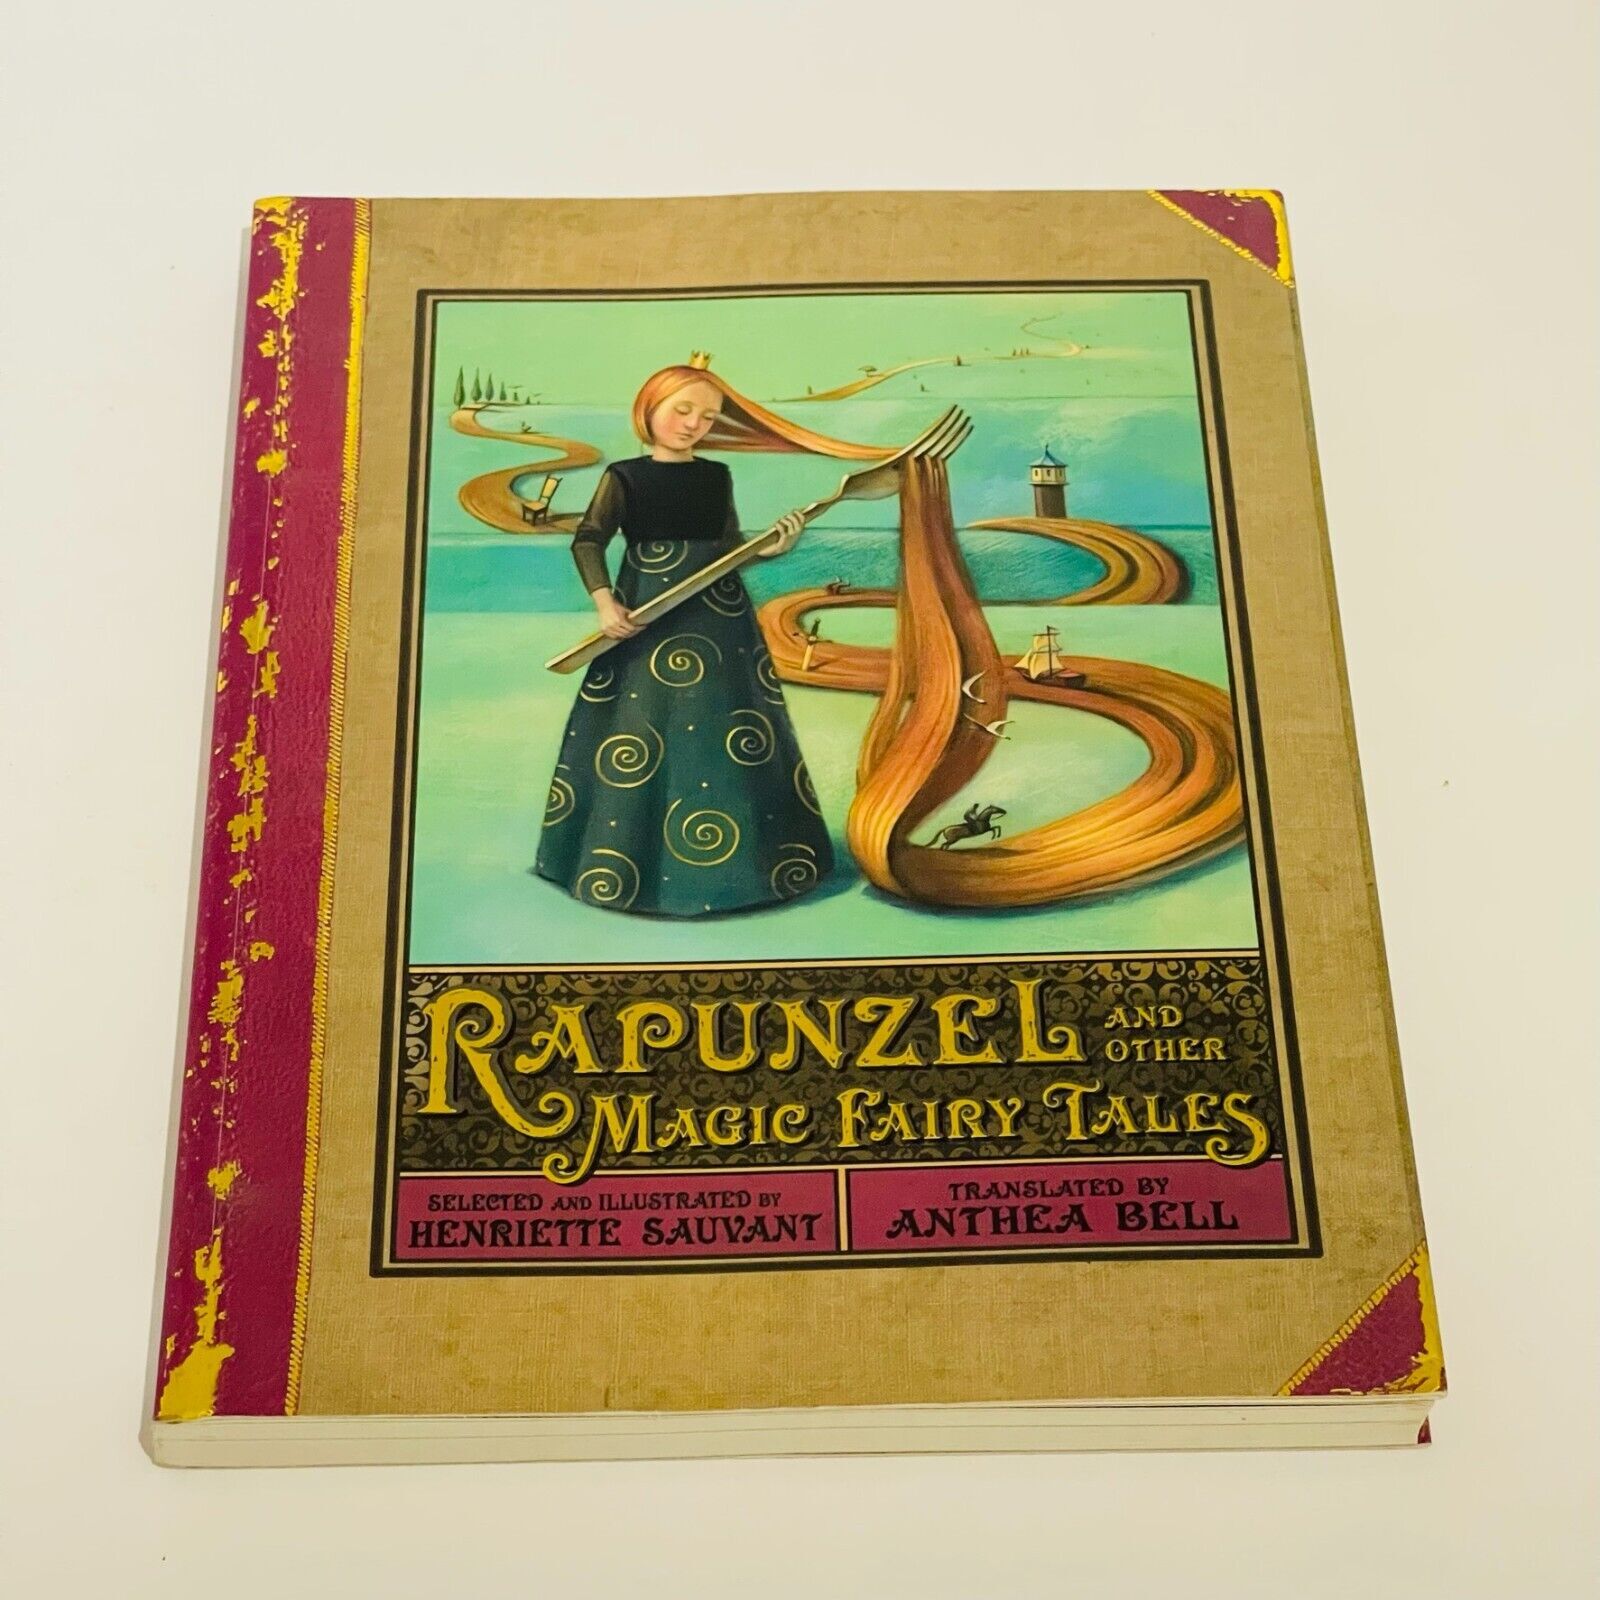 RAPUNZEL AND OTHER
MAGIC FAIRY TALES
SELECTED AND ILLUSTRATED BY
HENRIETTE SAUVANT
TRANSLATED BY
ANTHEA BELL